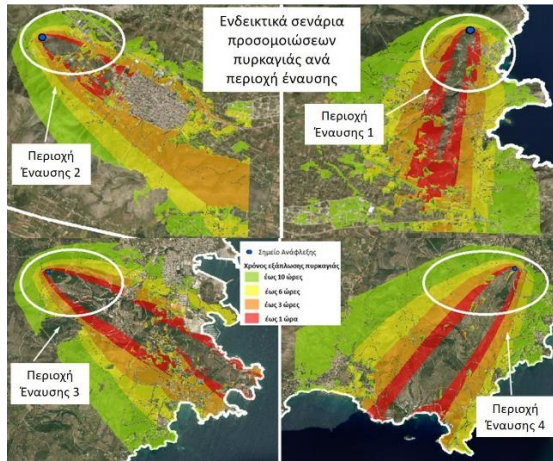 Ενδεικτικά σενάρια
προσομοιώσεων
πυρκαγιάς ανά
περιοχή έναυσης
Περιοχή
Έναυσης 2
Περιοχή
Έναυσης 1
Σημείο Ανάφλεξης
Χρόνος εξάπλωσης πυρκαγιάς
έως 10 ώρες
έως 6 ώρες
έως 3 ώρες
έως 1 ώρα
Περιοχή
Έναυσης 3
Περιοχή
Έναυσης 4